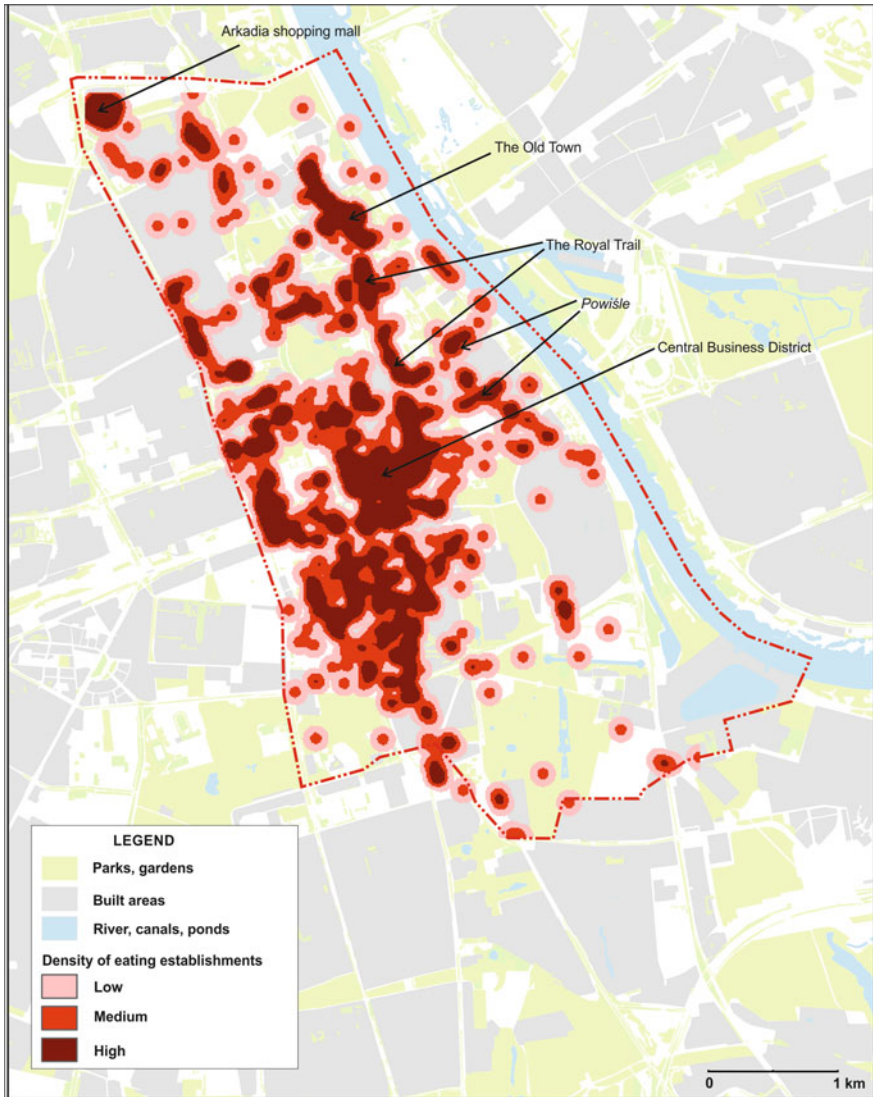 Arkadia shopping mall
The Old Town
The Royal Trail
Powiśle
Central Business District
LEGEND
Parks, gardens
Built areas
River, canals, ponds
Density of eating establishments
Low
Medium
High
0 1 km